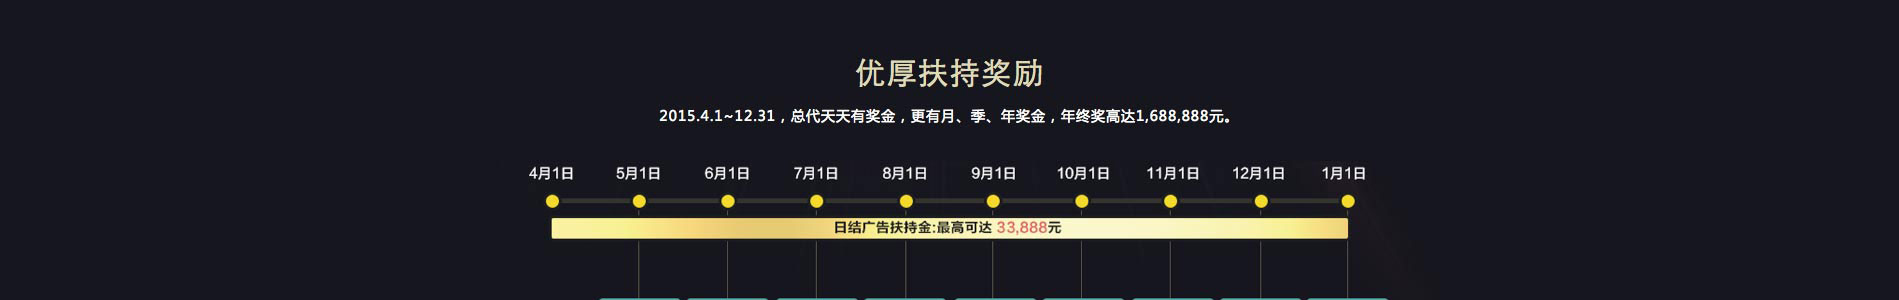 优厚扶持奖励
2015.4.1~12.31，总代天天有奖金，更有月、季、年奖金，年终奖高达1,688,888元。
4月1日 5月1日 6月1日 7月1日 8月1日 9月1日 10月1日 11月1日 12月1日 1月1日
日结广告扶持金:最高可达 33,888元